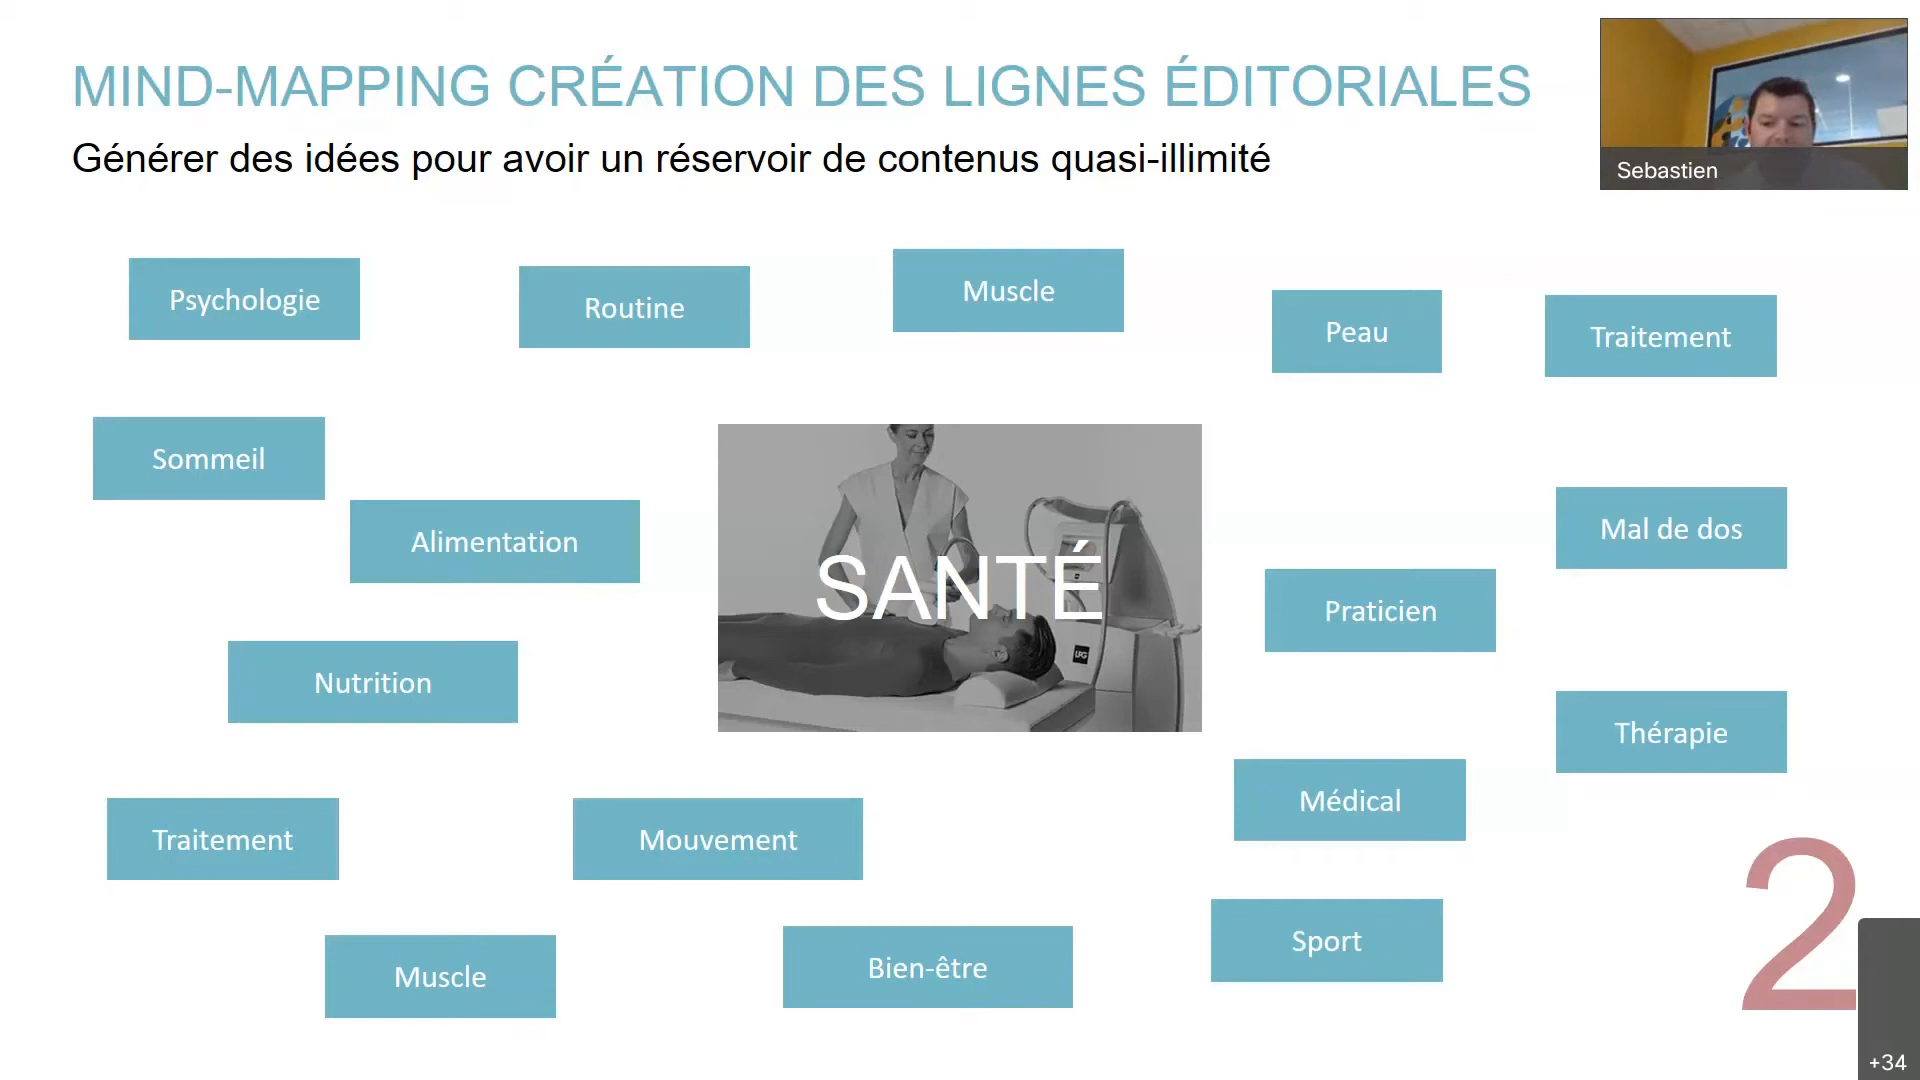 MIND-MAPPING CRÉATION DES LIGNES ÉDITORIALES
Générer des idées pour avoir un réservoir de contenus quasi-illimité
Sebastien
Psychologie
Routine
Muscle
Peau
Traitement
Sommeil
Alimentation
SANTÉ
LPG
Mal de dos
Praticien
Nutrition
Thérapie
Médical
Traitement
Mouvement
Sport
Muscle
Bien-être
2
+34